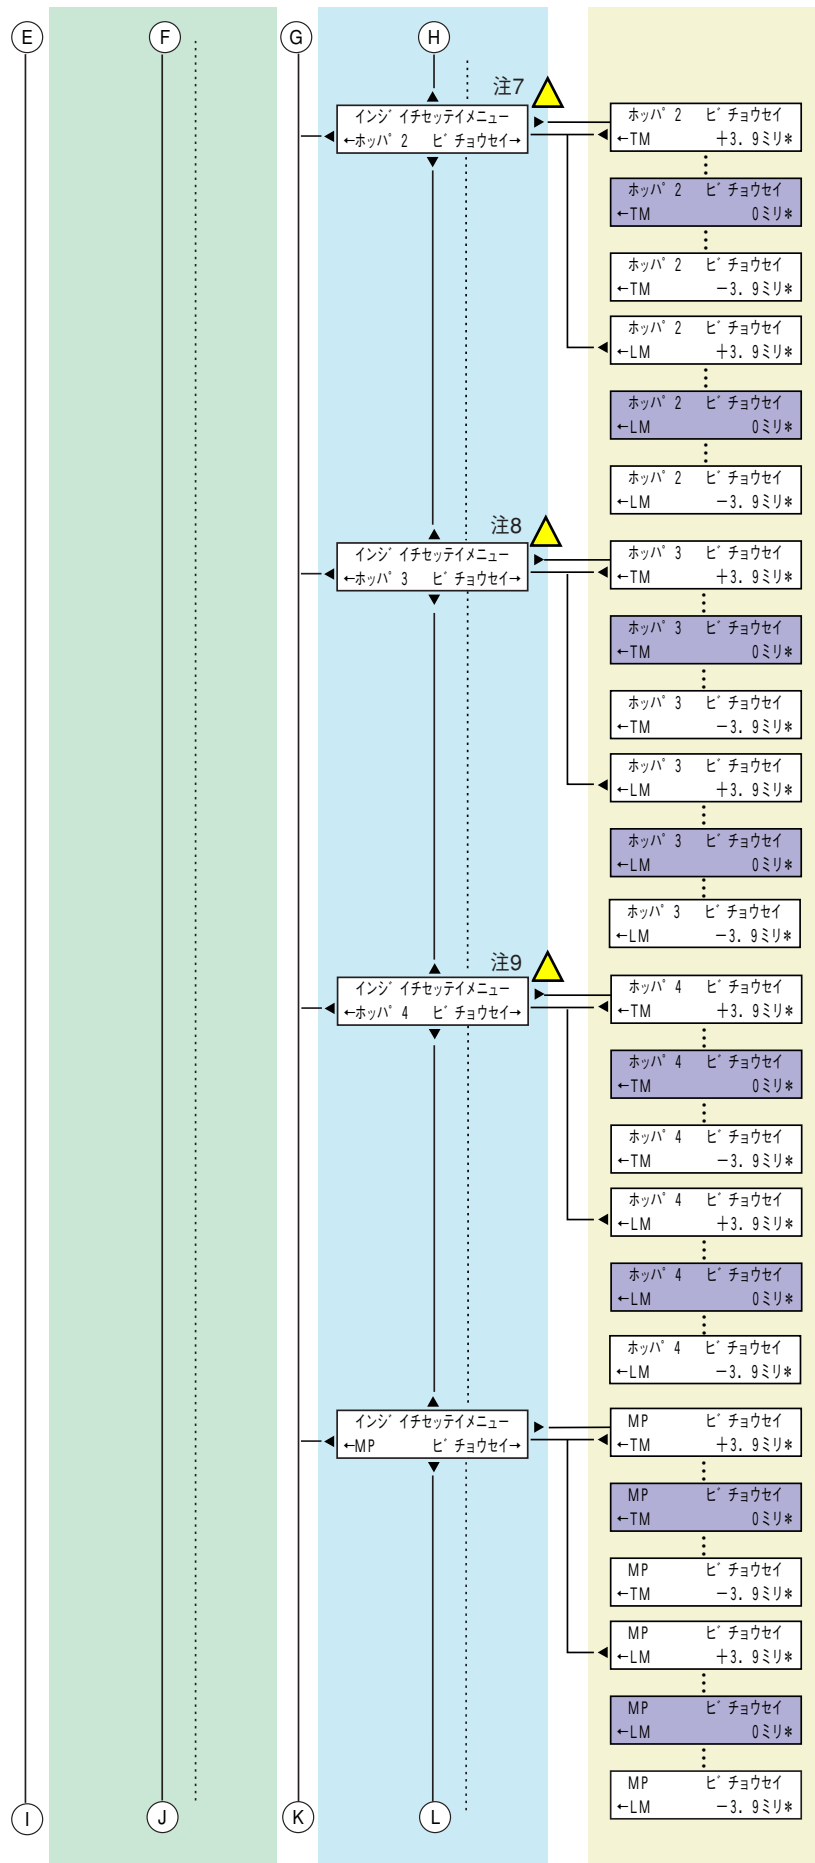 E F G H
注7
インジイチセッテイメニュー
←ホッパ2 ビチョウセイ→
ホッパ2 ビチョウセイ
←TM +3.9ミリ*
ホッパ2 ビチョウセイ
←TM 0ミリ*
ホッパ2 ビチョウセイ
←TM −3.9ミリ*
ホッパ2 ビチョウセイ
←LM +3.9ミリ*
ホッパ2 ビチョウセイ
←LM 0ミリ*
ホッパ2 ビチョウセイ
←LM −3.9ミリ*
注8
インジイチセッテイメニュー
←ホッパ3 ビチョウセイ→
ホッパ3 ビチョウセイ
←TM +3.9ミリ*
ホッパ3 ビチョウセイ
←TM 0ミリ*
ホッパ3 ビチョウセイ
←TM −3.9ミリ*
ホッパ3 ビチョウセイ
←LM +3.9ミリ*
ホッパ3 ビチョウセイ
←LM 0ミリ*
ホッパ3 ビチョウセイ
←LM −3.9ミリ*
注9
インジイチセッテイメニュー
←ホッパ4 ビチョウセイ→
ホッパ4 ビチョウセイ
←TM +3.9ミリ*
ホッパ4 ビチョウセイ
←TM 0ミリ*
ホッパ4 ビチョウセイ
←TM −3.9ミリ*
ホッパ4 ビチョウセイ
←LM +3.9ミリ*
ホッパ4 ビチョウセイ
←LM 0ミリ*
ホッパ4 ビチョウセイ
←LM −3.9ミリ*
インジイチセッテイメニュー
←MP ビチョウセイ→
MP ビチョウセイ
←TM +3.9ミリ*
MP ビチョウセイ
←TM 0ミリ*
MP ビチョウセイ
←TM −3.9ミリ*
MP ビチョウセイ
←LM +3.9ミリ*
MP ビチョウセイ
←LM 0ミリ*
MP ビチョウセイ
←LM −3.9ミリ*
I J K L